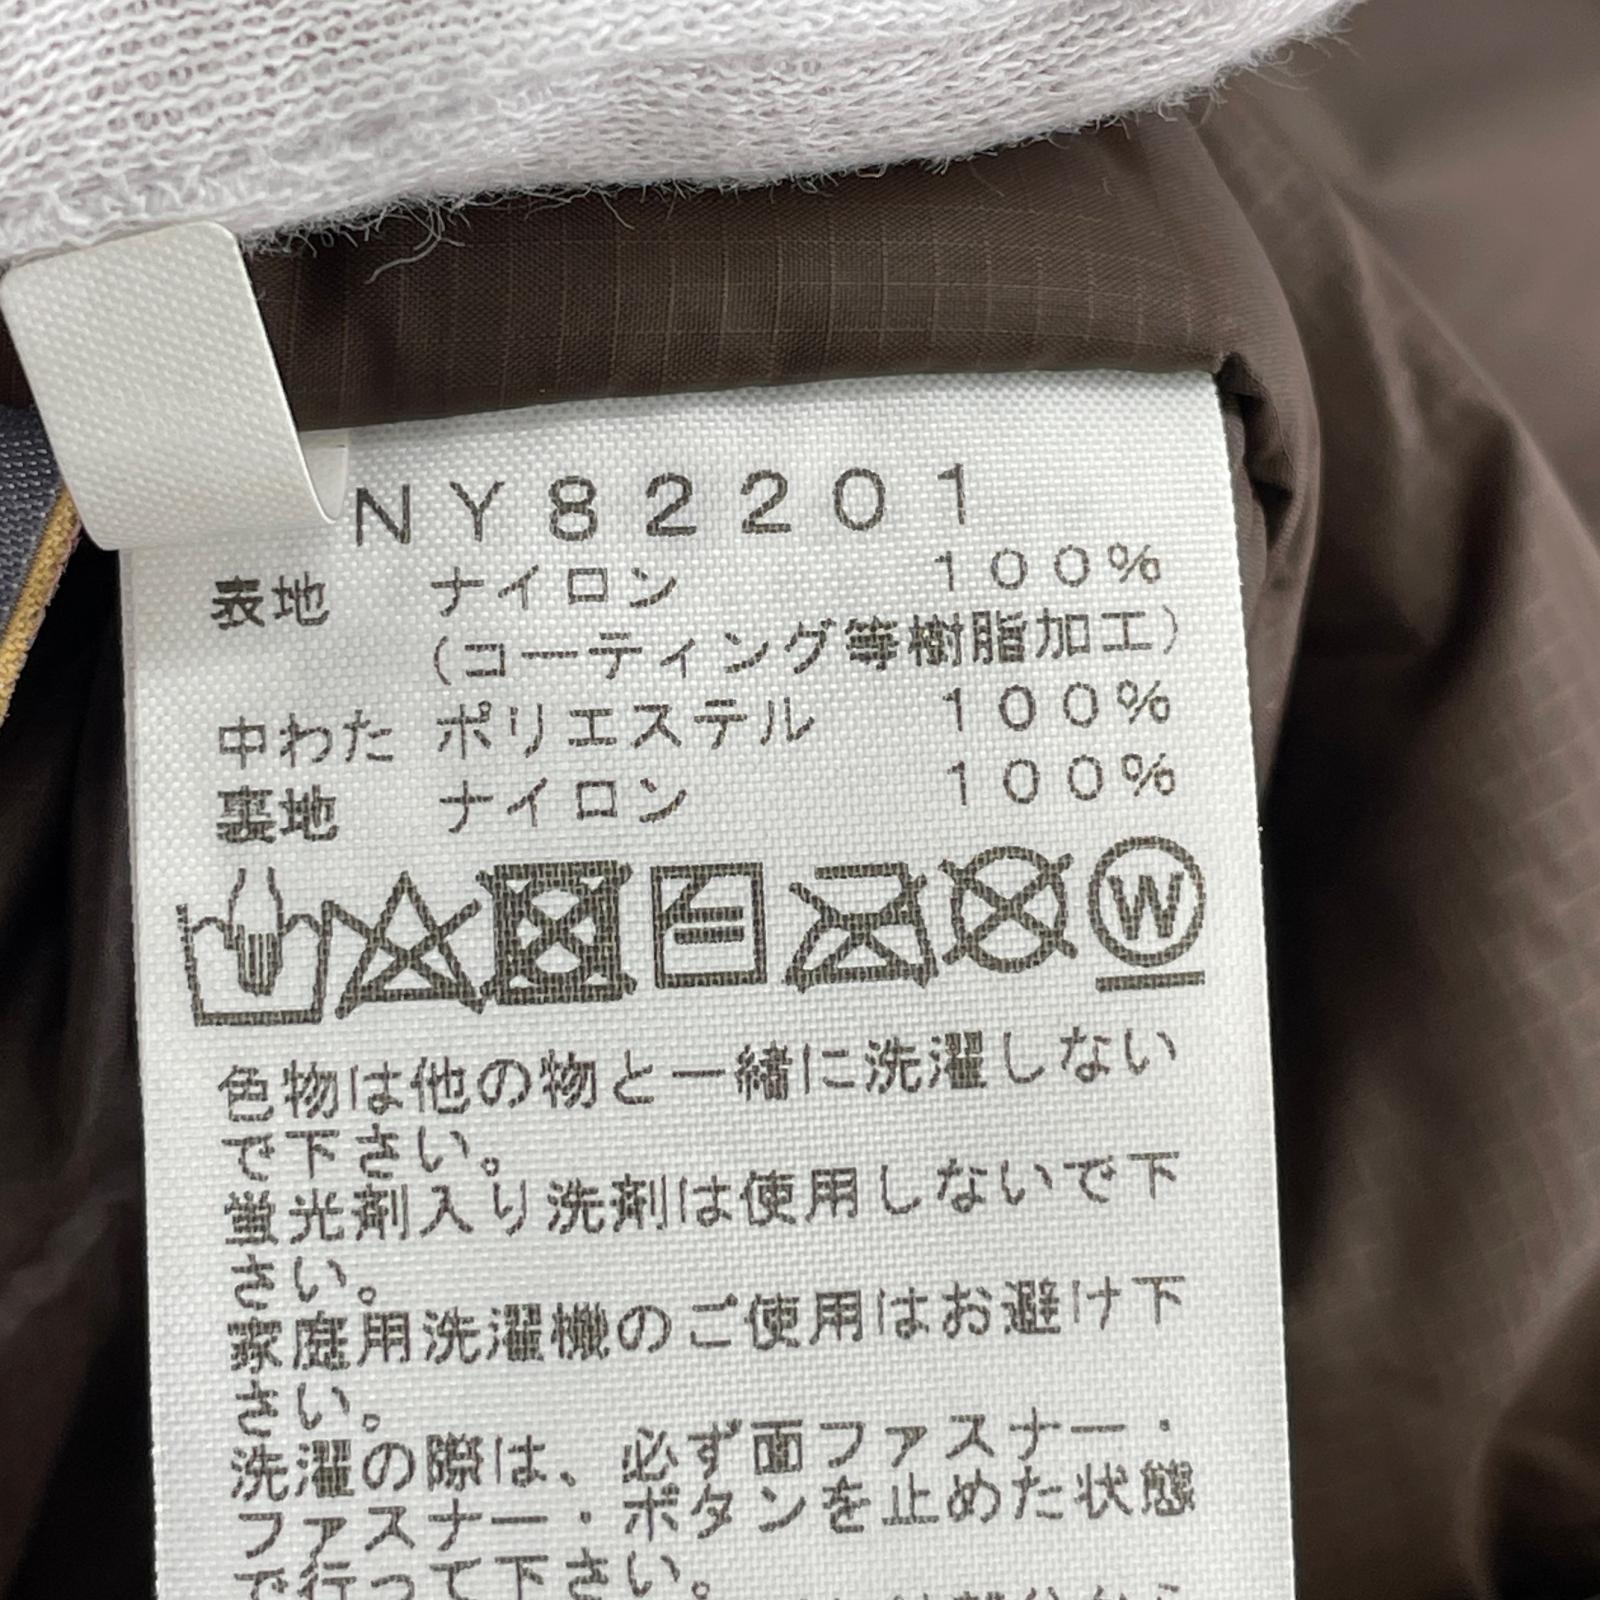 NY82201
表地 ナイロン 100%
(コーティング等樹脂加工)
中わた ポリエステル 100%
裏地 ナイロン 100%
W
色物は他の物と一緒に洗濯しない
で下さい。
蛍光剤入り洗剤は使用しないで下
さい。
家庭用洗濯機のご使用はお避け下
さい。
洗濯の際は、必ず面ファスナー・
ファスナー・ボタンを止めた状態
で行って下さい。